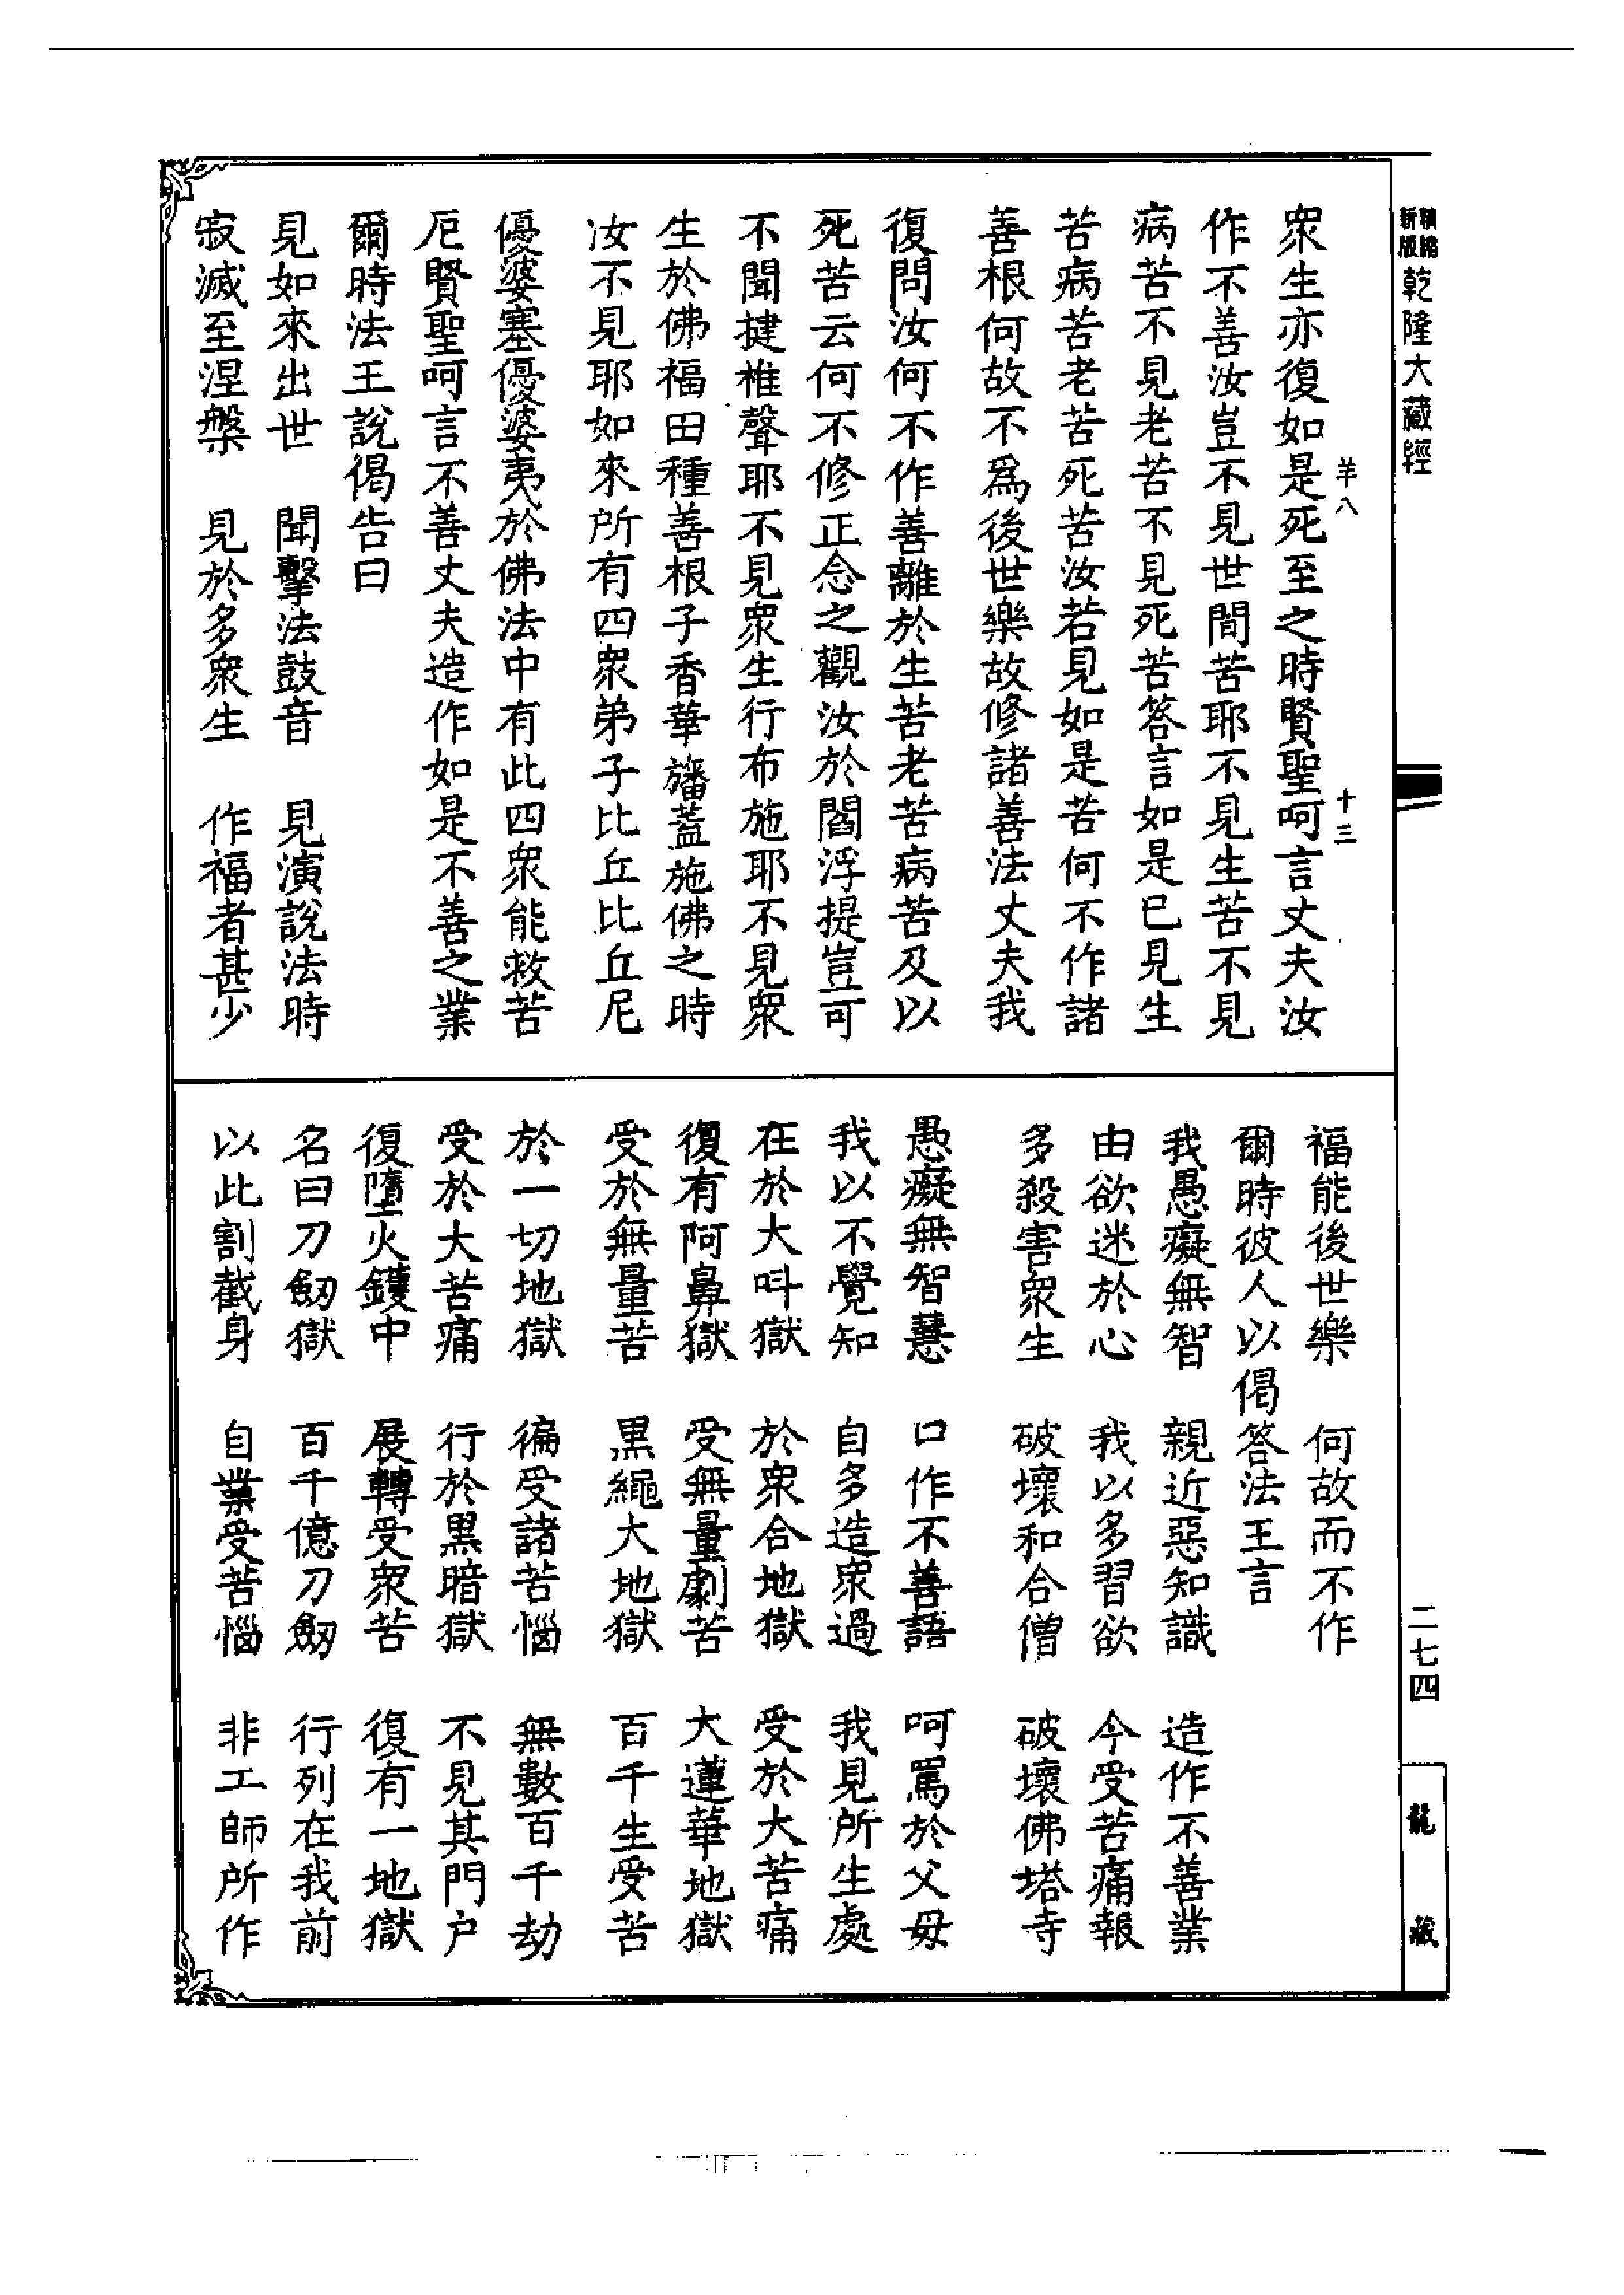 精縮
新版
乾隆大藏經
羊八
十三
二七四
龍藏
衆生亦復如是死至之時賢聖呵言丈夫汝
作不善汝豈不見世間苦耶不見生苦不見
病苦不見老苦不見死苦答言如是已見生
苦病苦老苦死苦汝若見如是苦何不作諸
善根何故不爲後世樂故修諸善法丈夫我
復問汝何不作善離於生苦老苦病苦及以
死苦云何不修正念之觀汝於閻浮提豈可
不聞揵椎聲耶不見衆生行布施耶不見衆
生於佛福田種善根子香華旛蓋施佛之時
汝不見耶如來所有四衆弟子比丘比丘尼
優婆塞優婆夷於佛法中有此四衆能救苦
厄賢聖呵言不善丈夫造作如是不善之業
爾時法王說偈告曰
見如來出世　聞擊法鼓音　見演說法時
寂滅至涅槃　見於多衆生　作福者甚少
福能後世樂　何故而不作
爾時彼人以偈答法王言
我愚癡無智　親近惡知識　造作不善業
由欲迷於心　我以多習欲　今受苦痛報
多殺害衆生　破壞和合僧　破壞佛塔寺
愚癡無智慧　口作不善語　呵罵於父母
我以不覺知　自多造衆過　我見所生處
在於大叫獄　於衆合地獄　受於大苦痛
復有阿鼻獄　受無量劇苦　大蓮華地獄
受於無量苦　黑繩大地獄　百千生受苦
於一切地獄　徧受諸苦惱　無數百千劫
受於大苦痛　行於黑暗獄　不見其門户
復墮火鑊中　展轉受衆苦　復有一地獄
名曰刀劒獄　百千億刀劒　行列在我前
以此割截身　自業受苦惱　非工師所作